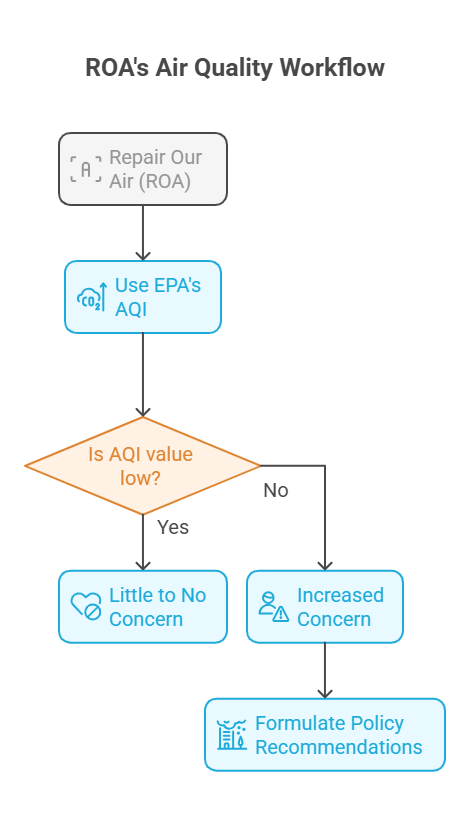 ROA's Air Quality Workflow
A
Repair Our
Air (ROA)
CO2
Use EPA's
AQI
Is AQI value
low?
No
Yes
Little to No
Concern
Increased
Concern
Formulate Policy
Recommendations